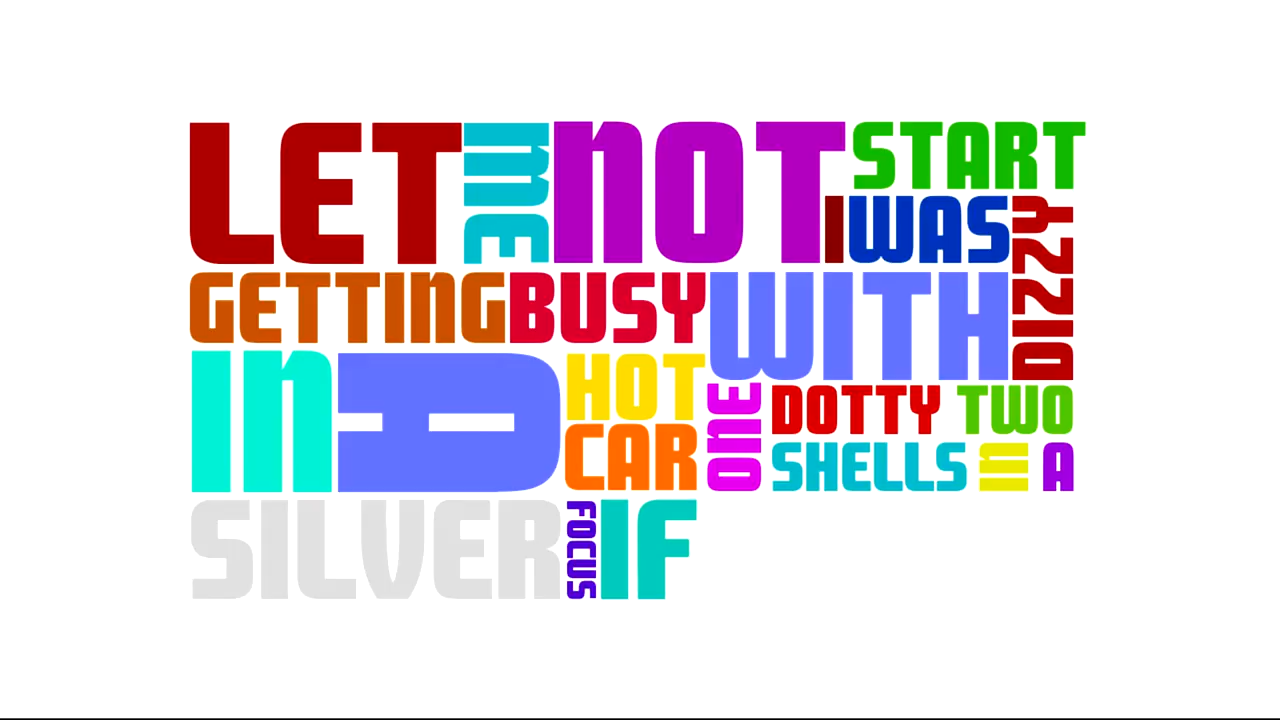 LET ME NOT START
I WAS DIZZY
GETTING BUSY WITH
IN A HOT CAR
ONE DOTTY TWO
SHELLS IN A
SILVER FOCUS IF